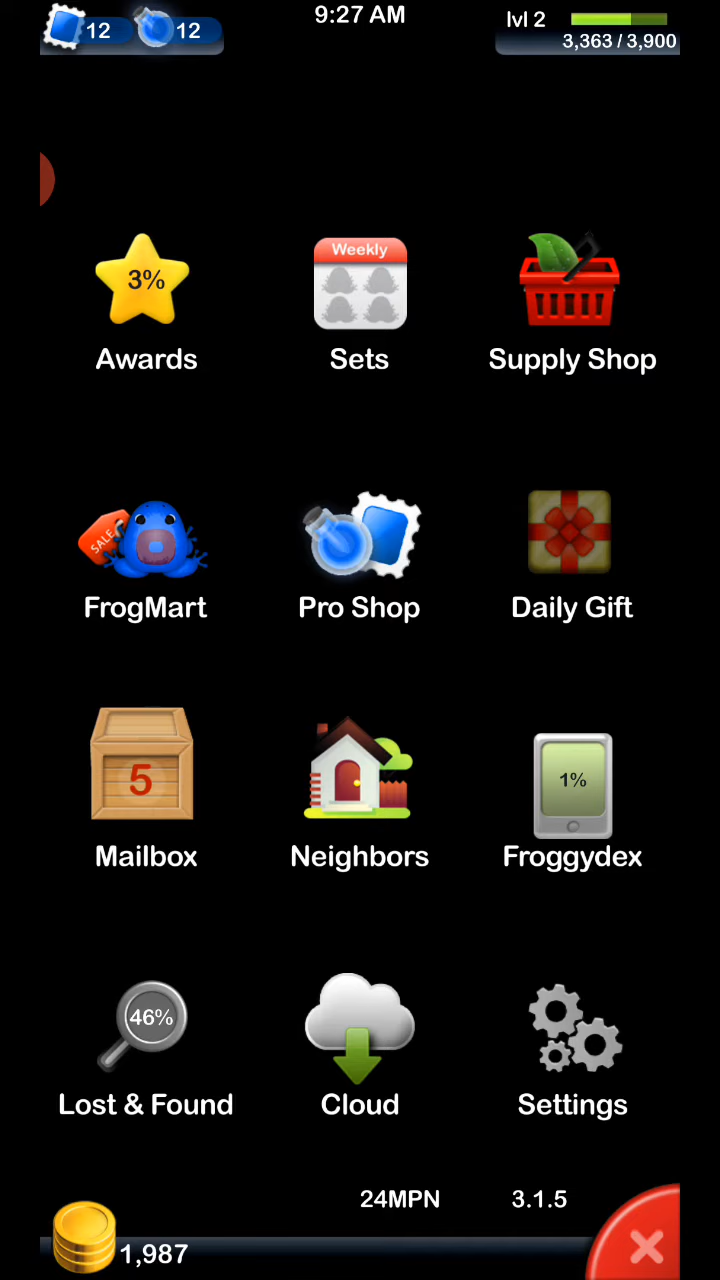 12
12
9:27 AM
lvl 2
3,363 / 3,900
3%
Weekly
Awards
Sets
Supply Shop
SALE
FrogMart
Pro Shop
Daily Gift
5
1%
Mailbox
Neighbors
Froggydex
46%
Lost & Found
Cloud
Settings
24MPN
3.1.5
1,987